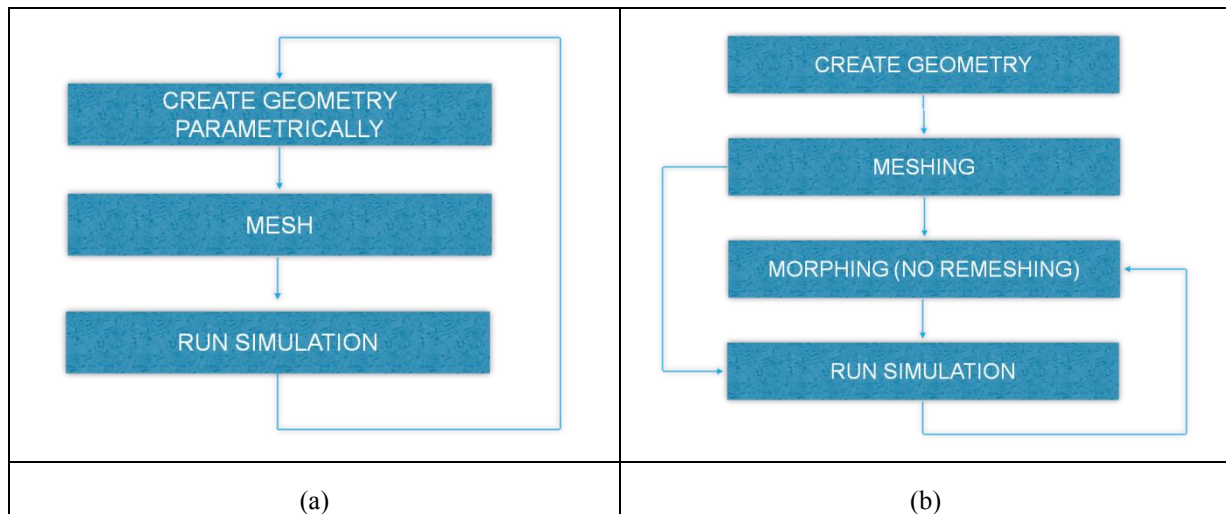 CREATE GEOMETRY
PARAMETRICALLY
MESH
RUN SIMULATION
(a)
CREATE GEOMETRY
MESHING
MORPHING (NO REMESHING)
RUN SIMULATION
(b)